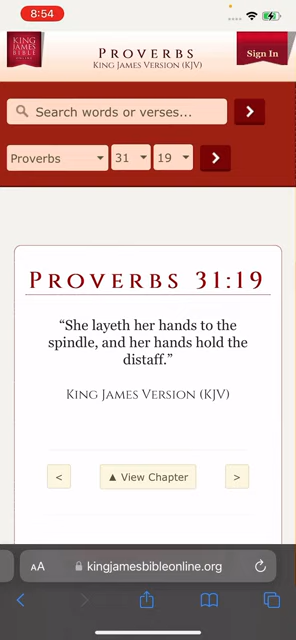 8:54
KING
JAMES
BIBLE
ONLINE
PROVERBS
KING JAMES VERSION (KJV)
Sign In
Search words or verses...
Proverbs 31 19
PROVERBS 31:19
“She layeth her hands to the
spindle, and her hands hold the
distaff.”
KING JAMES VERSION (KJV)
< ▲ View Chapter >
AA kingjamesbibleonline.org